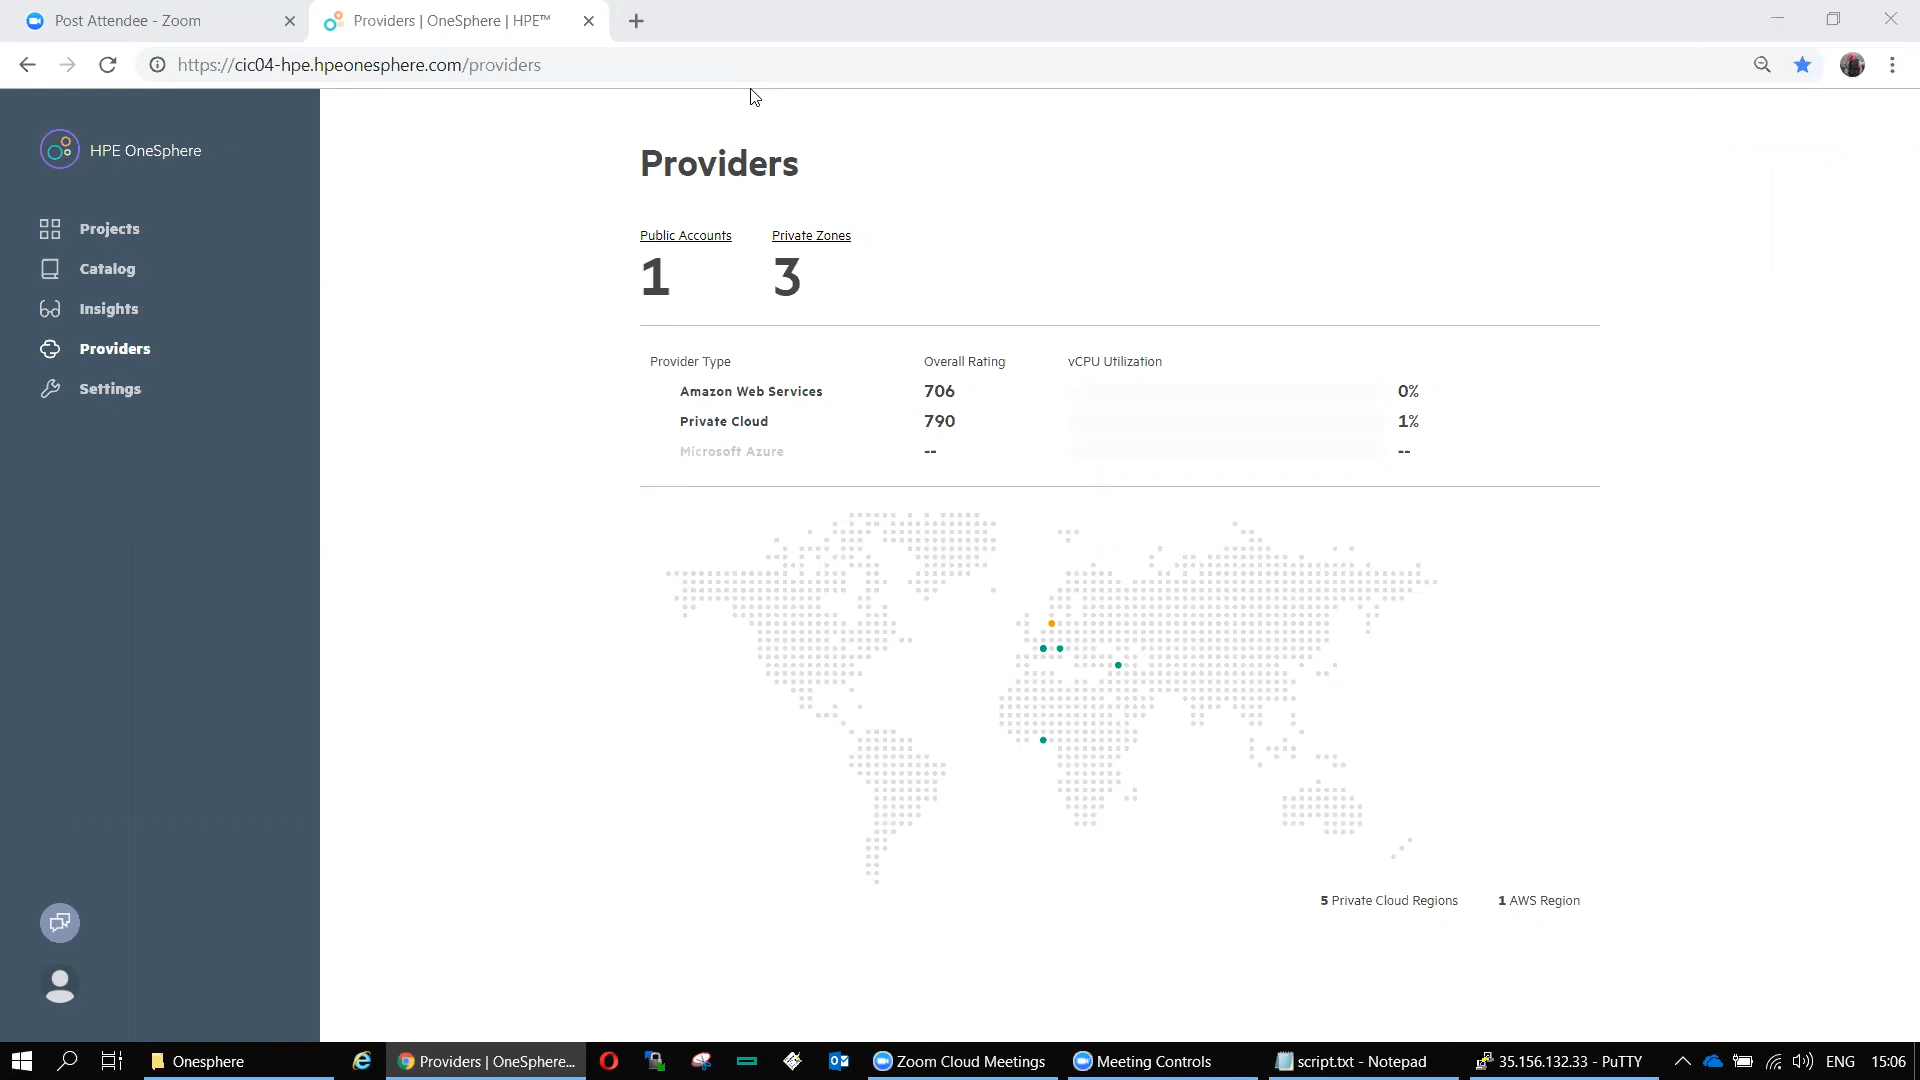 Post Attendee - Zoom
Providers | OneSphere | HPE™
https://cic04-hpe.hpeonesphere.com/providers
HPE OneSphere
Projects
Catalog
Insights
Providers
Settings
Providers
Public Accounts Private Zones
1 3
Provider Type Overall Rating vCPU Utilization
Amazon Web Services 706 0%
Private Cloud 790 1%
Microsoft Azure -- --
5 Private Cloud Regions 1 AWS Region
Onesphere
Providers | OneSphere...
Zoom Cloud Meetings
Meeting Controls
script.txt - Notepad
35.156.132.33 - PuTTY
ENG
15:06